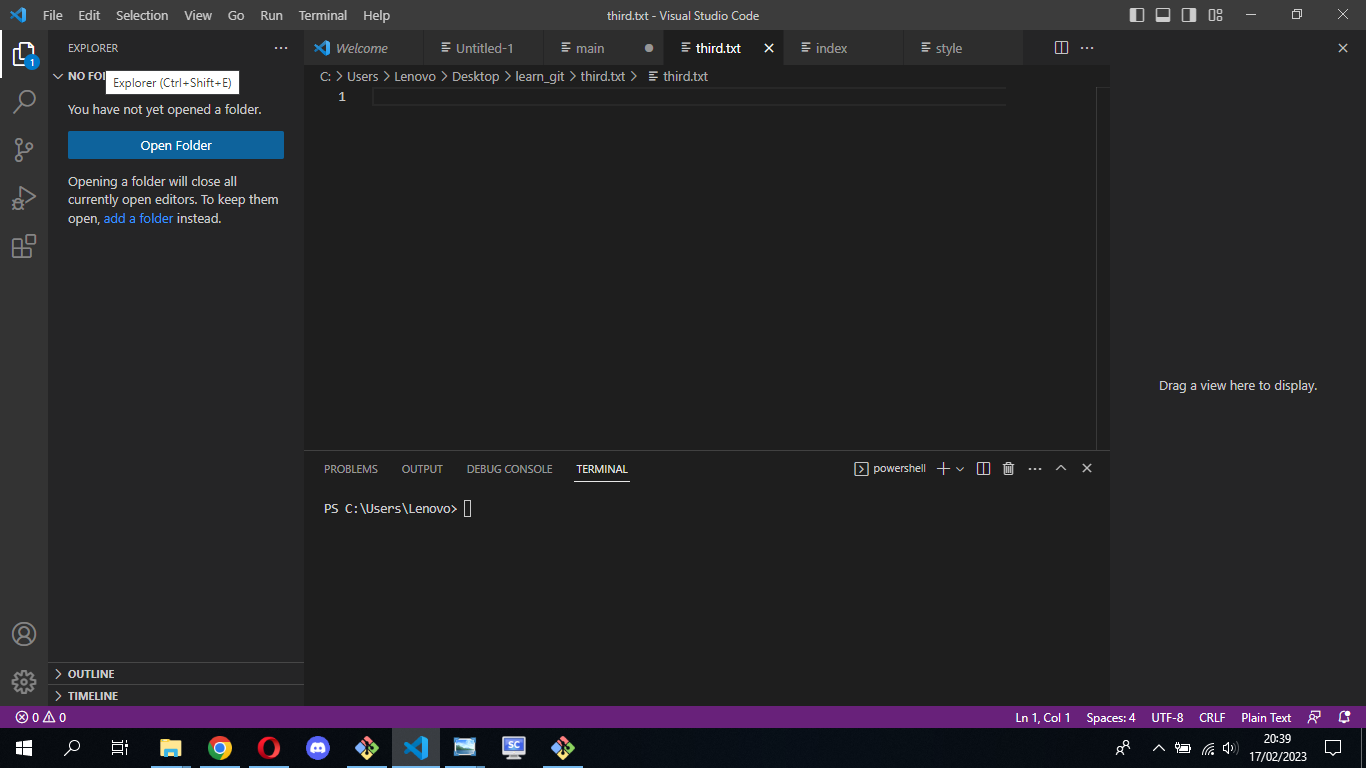 File Edit Selection View Go Run Terminal Help
third.txt - Visual Studio Code
EXPLORER
1
NO FOL
Explorer (Ctrl+Shift+E)
You have not yet opened a folder.
Open Folder
Opening a folder will close all
currently open editors. To keep them
open, add a folder instead.
OUTLINE
TIMELINE
Welcome Untitled-1 main third.txt index style
C: > Users > Lenovo > Desktop > learn_git > third.txt > third.txt
1
Drag a view here to display.
PROBLEMS OUTPUT DEBUG CONSOLE TERMINAL
powershell
PS C:\Users\Lenovo>
0 0
Ln 1, Col 1 Spaces: 4 UTF-8 CRLF Plain Text
SC
20:39
17/02/2023